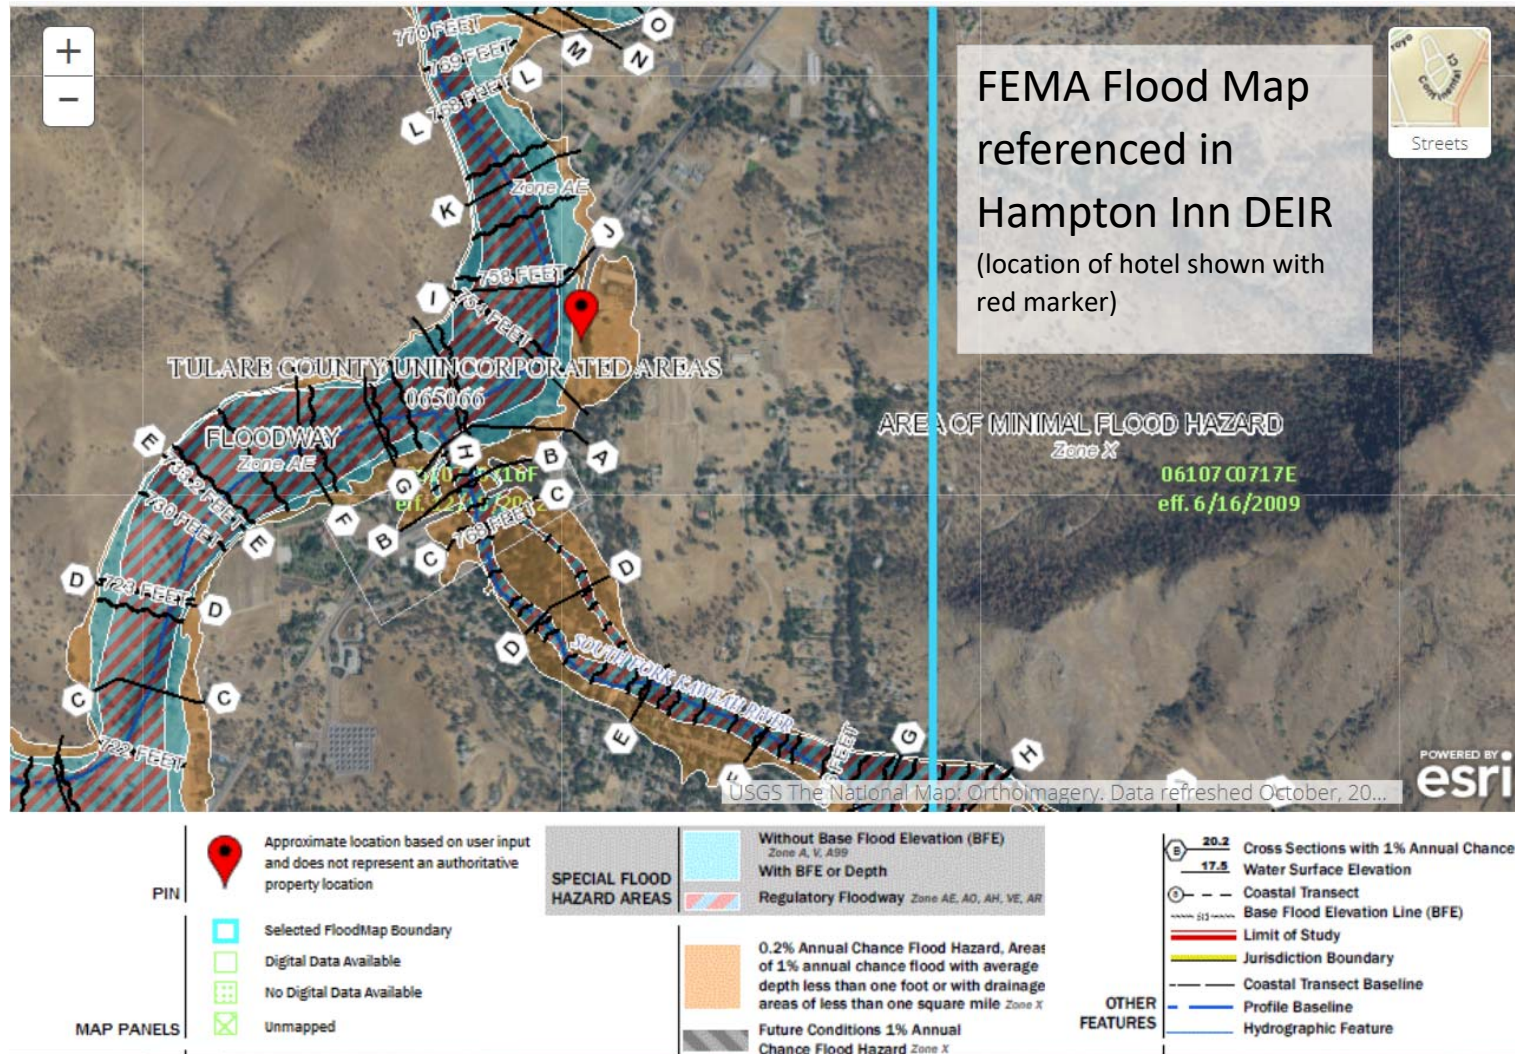 +
−
770 FEET
769 FEET
768 FEET
O
M
N
L
L
K
Zone AE
J
I
758 FEET
754 FEET
TULARE COUNTY UNINCORPORATED AREAS
065066
FLOODWAY
Zone AE
E
736.2 FEET
730 FEET
E
F
G
H
B
A
C
B
C
768 FEET
D
723 FEET
D
D
D
C
C
722 FEET
SOUTH FORK KAWEAH RIVER
E
F
G
H
FEMA Flood Map
referenced in
Hampton Inn DEIR
(location of hotel shown with
red marker)
Streets
AREA OF MINIMAL FLOOD HAZARD
Zone X
06107C0717E
eff. 6/16/2009
POWERED BY
esri
USGS The National Map: Orthoimagery. Data refreshed October, 20...
PIN
Approximate location based on user input
and does not represent an authoritative
property location
Selected FloodMap Boundary
Digital Data Available
No Digital Data Available
Unmapped
MAP PANELS
SPECIAL FLOOD
HAZARD AREAS
Without Base Flood Elevation (BFE)
Zone A, V, A99
With BFE or Depth
Regulatory Floodway Zone AE, AO, AH, VE, AR
0.2% Annual Chance Flood Hazard, Areas
of 1% annual chance flood with average
depth less than one foot or with drainage
areas of less than one square mile Zone X
Future Conditions 1% Annual
Chance Flood Hazard Zone X
OTHER
FEATURES
B 20.2 Cross Sections with 1% Annual Chance
17.5 Water Surface Elevation
Coastal Transect
Base Flood Elevation Line (BFE)
Limit of Study
Jurisdiction Boundary
Coastal Transect Baseline
Profile Baseline
Hydrographic Feature